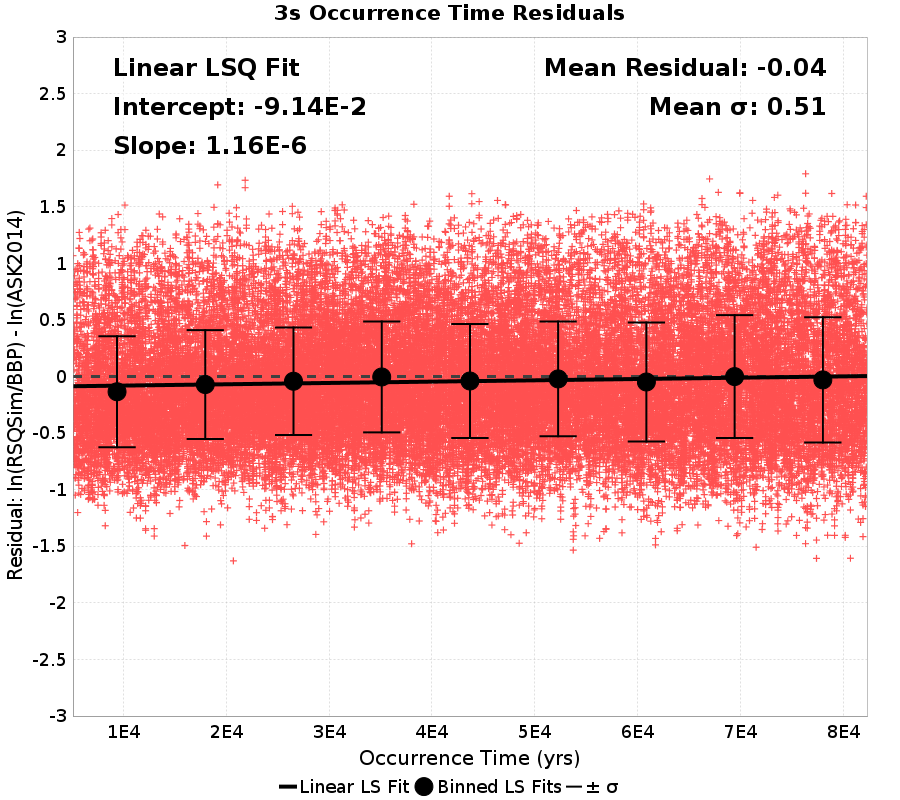 3s Occurrence Time Residuals
Linear LSQ Fit
Intercept: -9.14E-2
Slope: 1.16E-6
Mean Residual: -0.04
Mean σ: 0.51
Residual: ln(RSQSim/BBP) - ln(ASK2014)
3
2.5
2
1.5
1
0.5
0
-0.5
-1
-1.5
-2
-2.5
-3
1E4 2E4 3E4 4E4 5E4 6E4 7E4 8E4
Occurrence Time (yrs)
Linear LS Fit Binned LS Fits ± σ